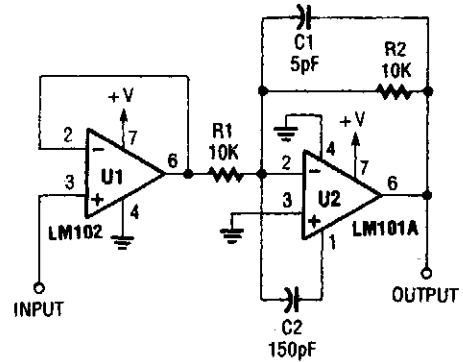 C1
5pF
R2
10K
+V
R1
10K
+V
2
7
6
2
4
7
6
3
4
U1
3
U2
1
LM102
LM101A
INPUT
OUTPUT
C2
150pF